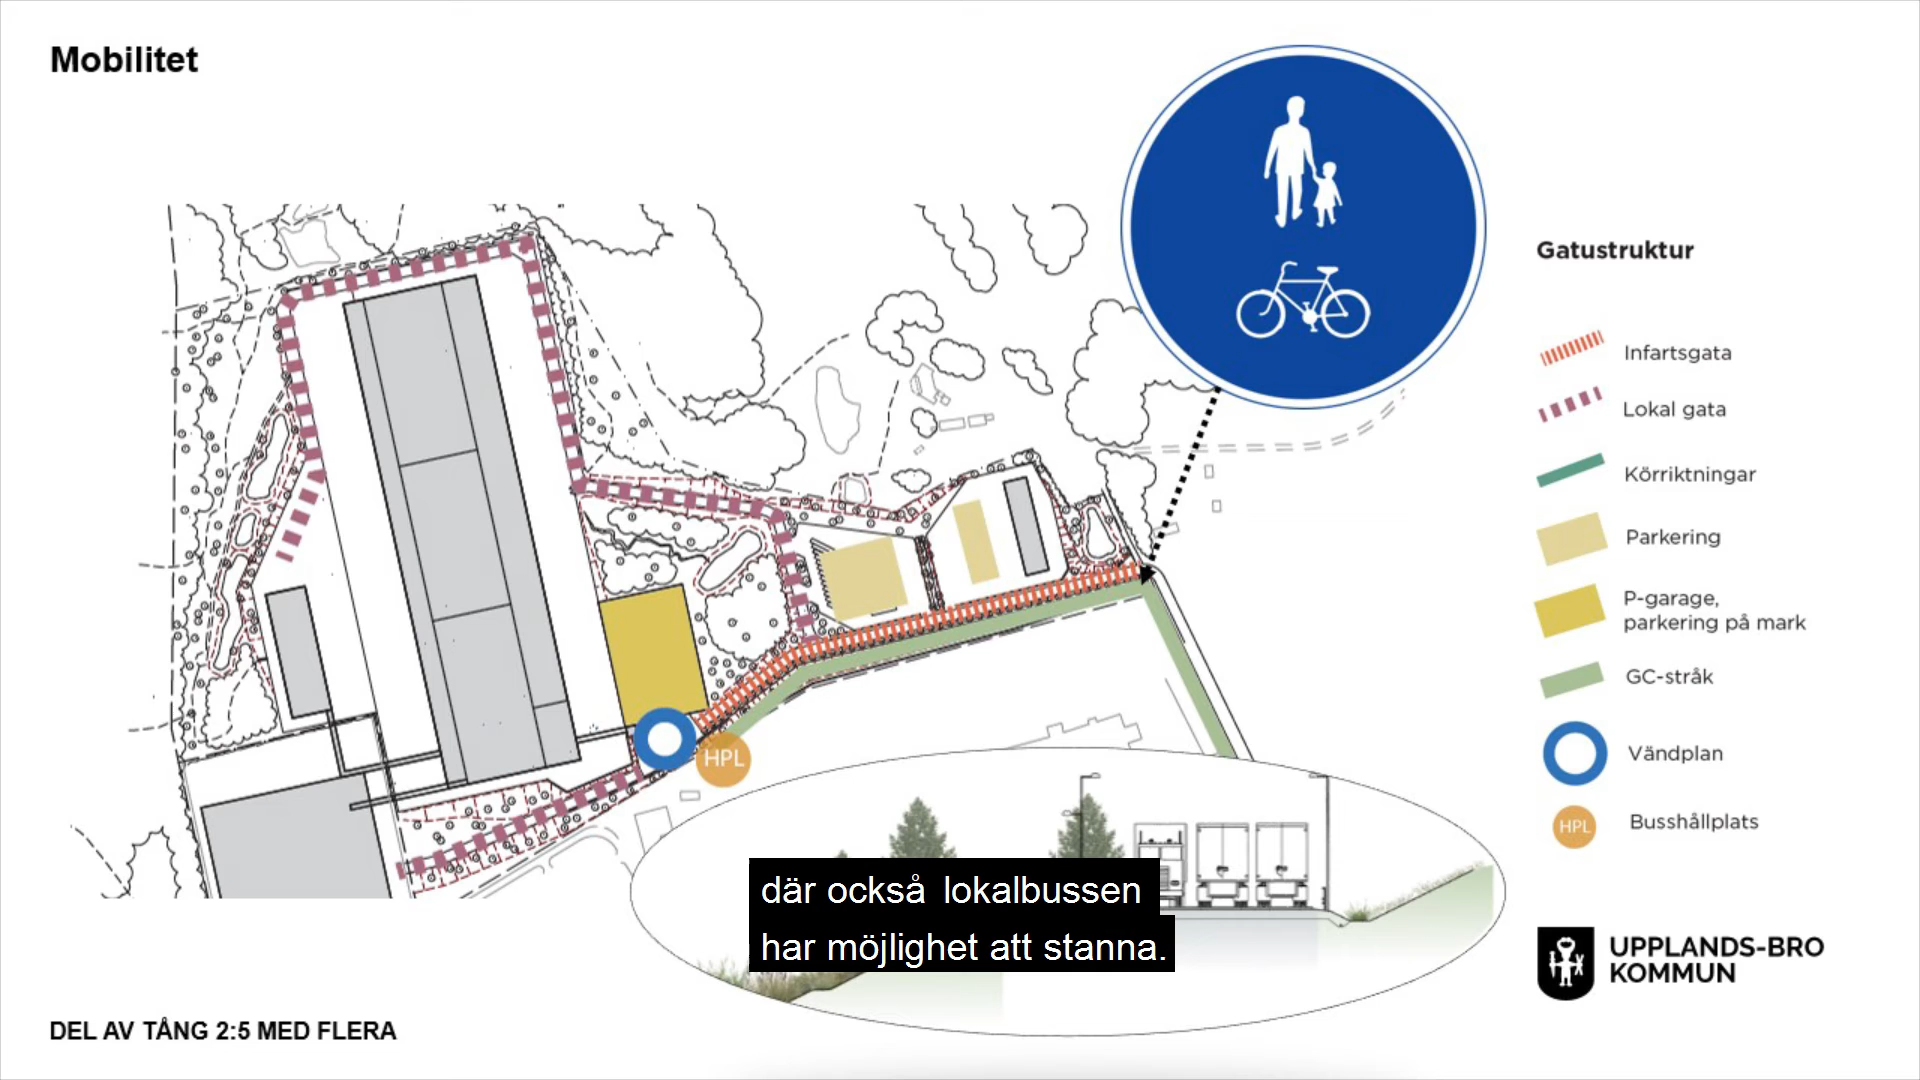 Mobilitet
Gatustruktur
Infartsgata
Lokal gata
Körriktningar
Parkering
P-garage,
parkering på mark
GC-stråk
Vändplan
HPL
Busshållplats
HPL
där också lokalbussen
har möjlighet att stanna.
UPPLANDS-BRO
KOMMUN
DEL AV TÅNG 2:5 MED FLERA